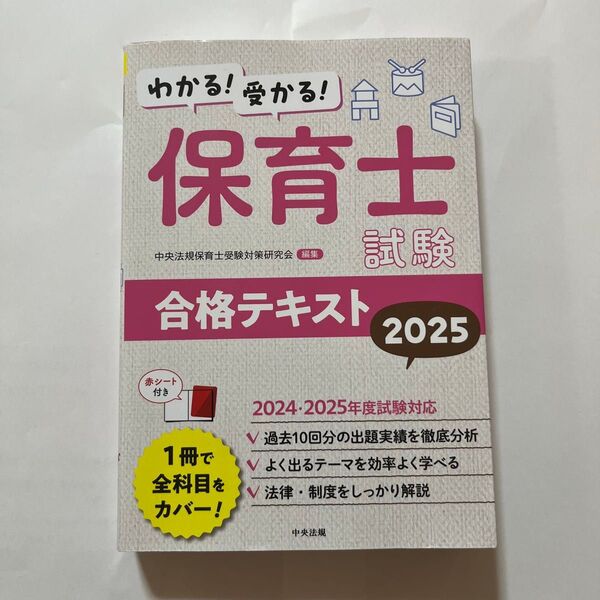 わかる!
受かる!
保育士
試験
中央法規保育士受験対策研究会 編集
合格テキスト
2025
赤シート
付き
2024・2025年度試験対応
過去10回分の出題実績を徹底分析
よく出るテーマを効率よく学べる
法律・制度をしっかり解説
1冊で
全科目を
カバー!
中央法規